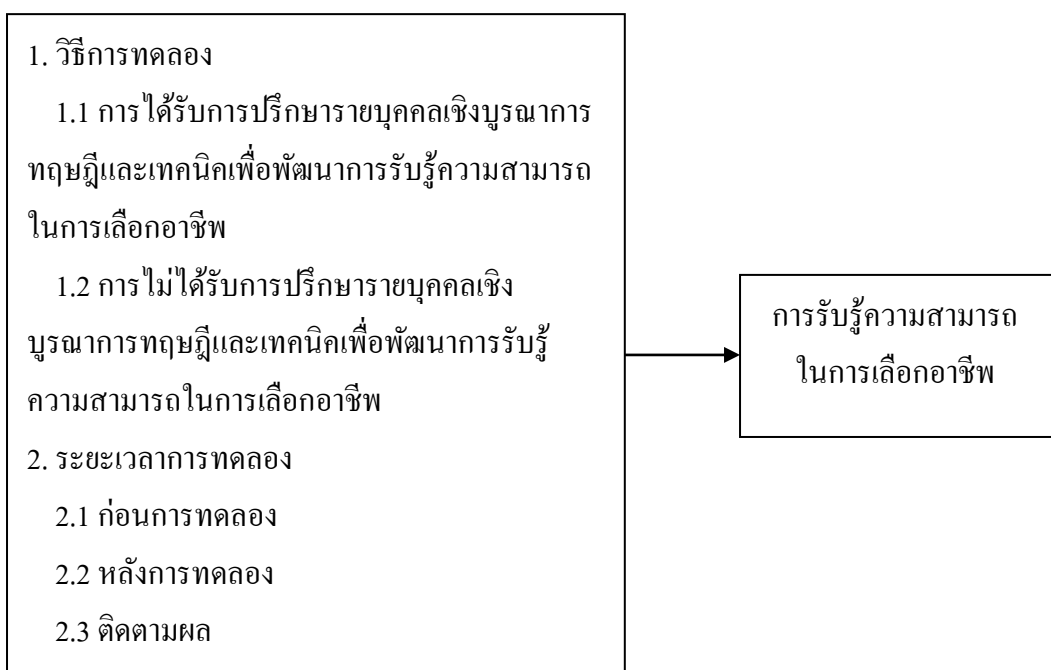 1. วิธีการทดลอง
1.1 การได้รับการปรึกษารายบุคคลเชิงบูรณาการ
ทฤษฎีและเทคนิคเพื่อพัฒนาการรับรู้ความสามารถ
ในการเลือกอาชีพ
1.2 การไม่ได้รับการปรึกษารายบุคคลเชิง
บูรณาการทฤษฎีและเทคนิคเพื่อพัฒนาการรับรู้
ความสามารถในการเลือกอาชีพ
2. ระยะเวลาการทดลอง
2.1 ก่อนการทดลอง
2.2 หลังการทดลอง
2.3 ติดตามผล
การรับรู้ความสามารถ
ในการเลือกอาชีพ